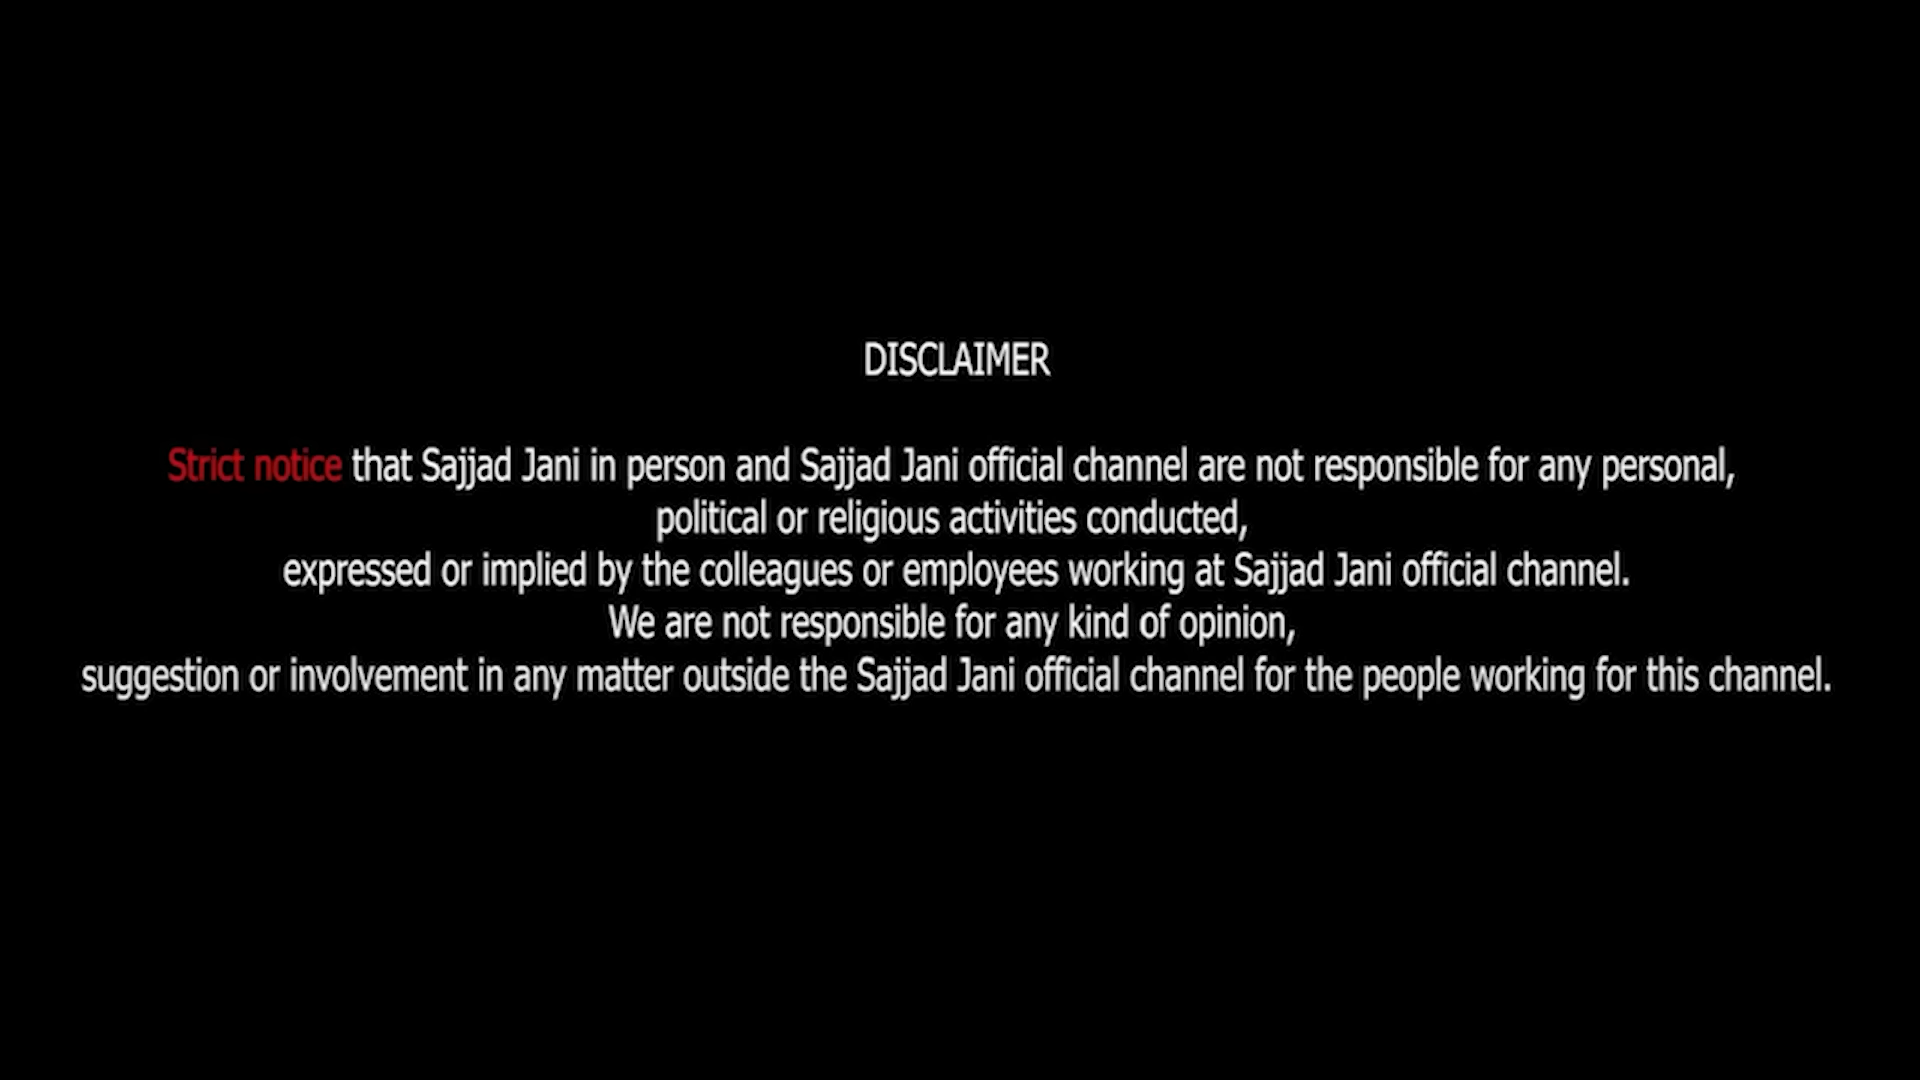 DISCLAIMER
Strict notice that Sajjad Jani in person and Sajjad Jani official channel are not responsible for any personal,
political or religious activities conducted,
expressed or implied by the colleagues or employees working at Sajjad Jani official channel.
We are not responsible for any kind of opinion,
suggestion or involvement in any matter outside the Sajjad Jani official channel for the people working for this channel.